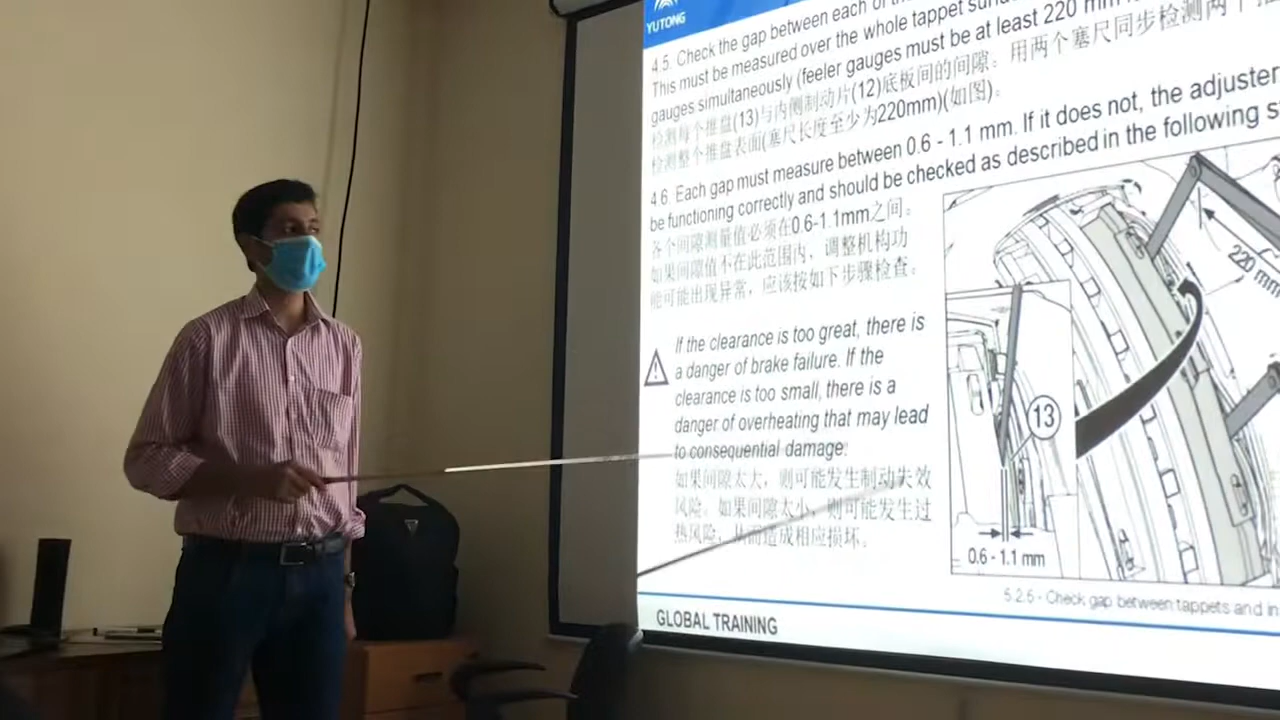 YUTONG
4.5. Check the gap between each of the
This must be measured over the whole tappet
gauges simultaneously (feeler gauges must be at least 220 mm
检测每个推盘(13)与内侧制动片(12)底板间的间隙。用两个塞尺同步检测两个推
检测整个推盘表面(塞尺长度至少为220mm)(如图)。
4.6. Each gap must measure between 0.6 - 1.1 mm. If it does not, the adjuster
be functioning correctly and should be checked as described in the following
各个间隙测量值必须在0.6-1.1mm之间。
如果间隙值不在此范围内，调整机构功
能可能出现异常，应该按如下步骤检查。
If the clearance is too great, there is
a danger of brake failure. If the
clearance is too small, there is a
danger of overheating that may lead
to consequential damage:
如果间隙太大，则可能发生制动失效
风险。如果间隙太小，则可能发生过
热风险，从而造成相应损坏。
220 mm
13
0.6 - 1.1 mm
5.2.5 - Check gap between tappets and in
GLOBAL TRAINING